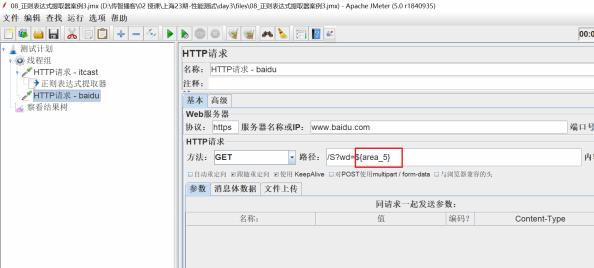 08_正则表达式提取器案例3.jmx (D:\传智播客\02 授课\上海23期-性能测试\day3\files\08_正则表达式提取器案例3.jmx) - Apache JMeter (5.0 r1840935)
文件 编辑 查找 运行 选项 帮助
00:0
测试计划
线程组
HTTP请求 - itcast
正则表达式提取器
HTTP请求 - baidu
察看结果树
HTTP请求
名称: HTTP请求 - baidu
注释:
基本 高级
Web服务器
协议: https 服务器名称或IP: www.baidu.com 端口号
HTTP请求
方法: GET 路径: /S?wd=${area_5} 内
自动重定向 跟随重定向 使用 KeepAlive 对POST使用multipart / form-data 与浏览器兼容的头
参数 消息体数据 文件上传
同请求一起发送参数:
名称: 值 编码? Content-Type